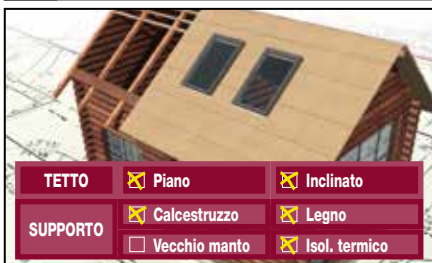 TETTO Piano Inclinato
SUPPORTO Calcestruzzo Legno
Vecchio manto Isol. termico